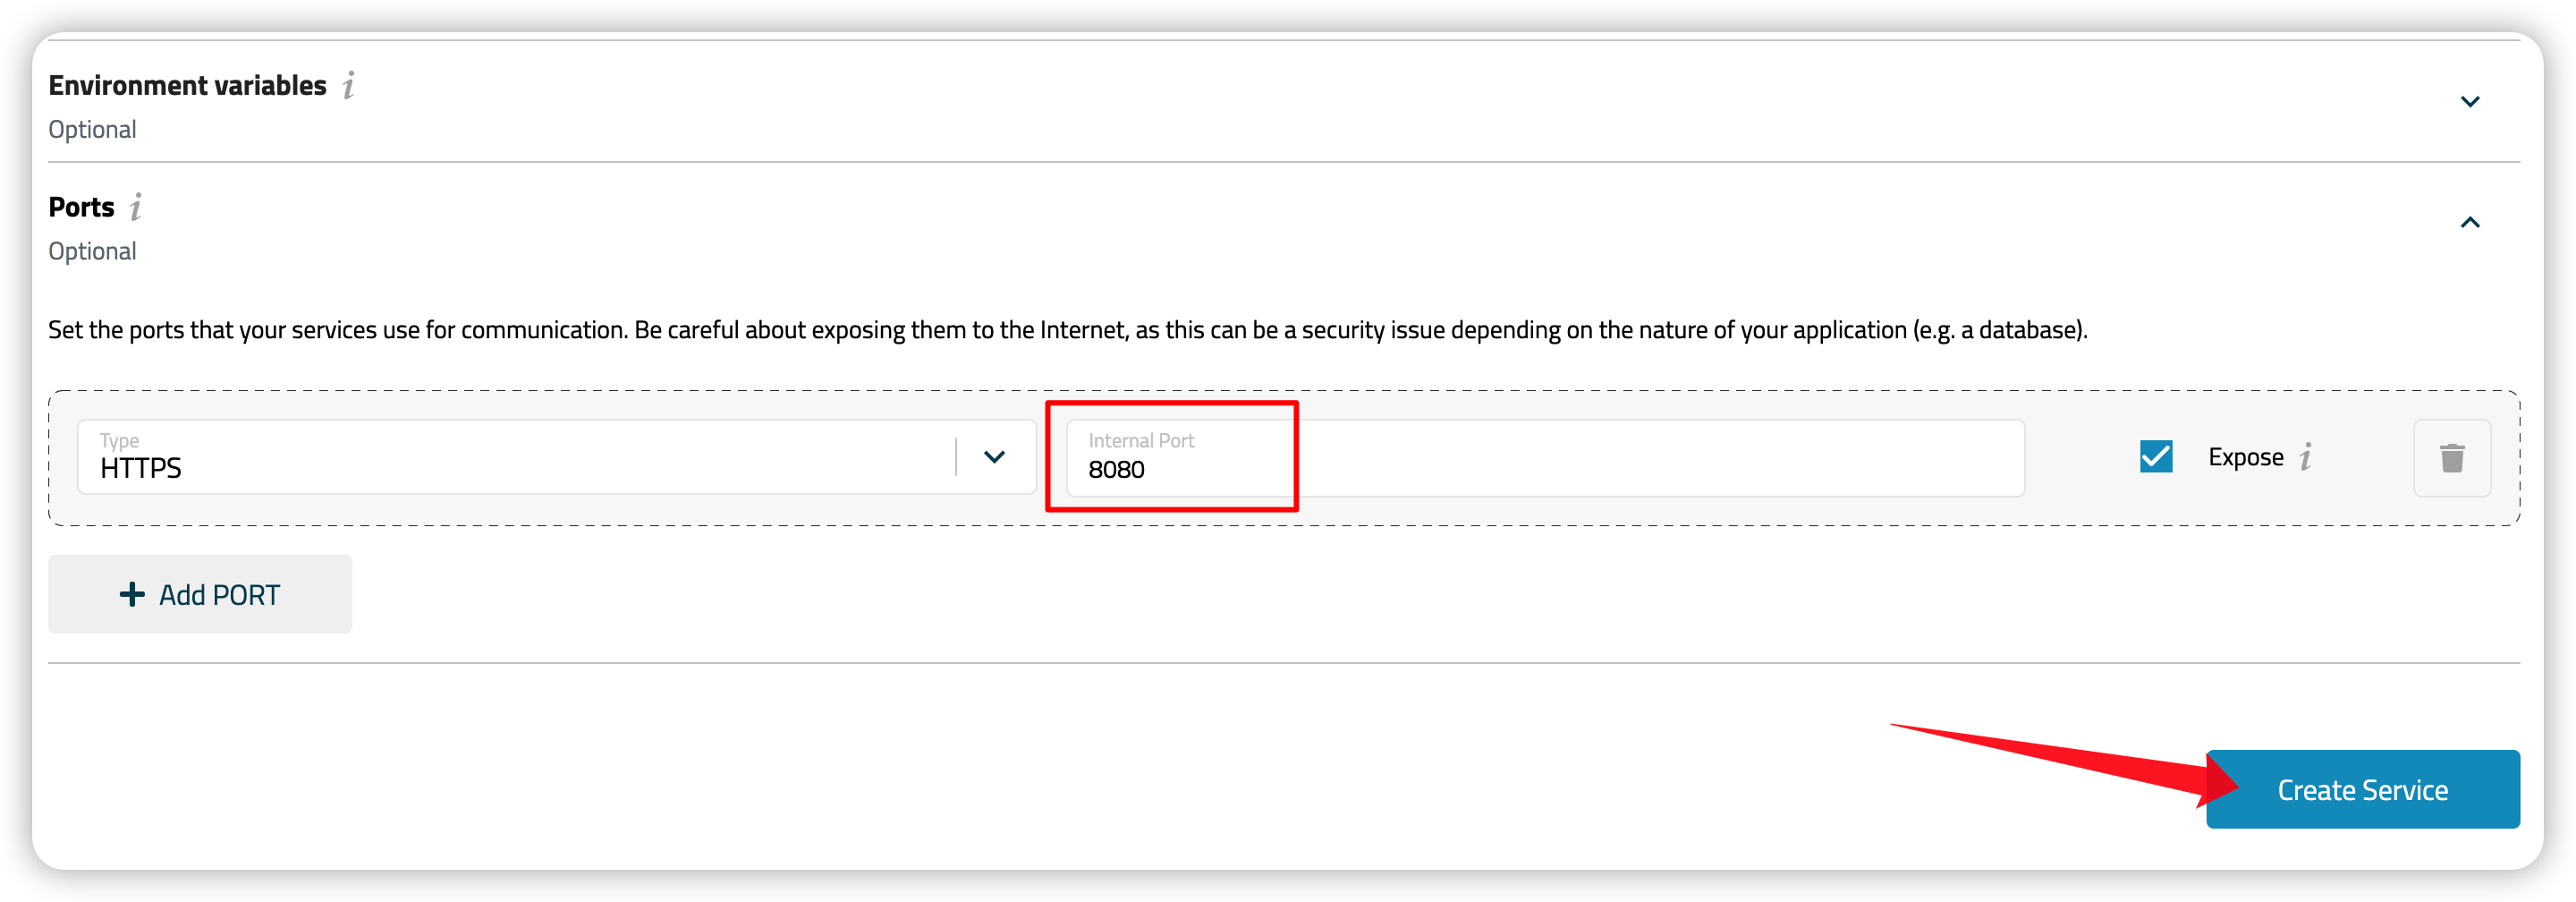 Environment variables i
Optional
Ports i
Optional
Set the ports that your services use for communication. Be careful about exposing them to the Internet, as this can be a security issue depending on the nature of your application (e.g. a database).
Type
HTTPS
Internal Port
8080
Expose i
Add PORT
Create Service